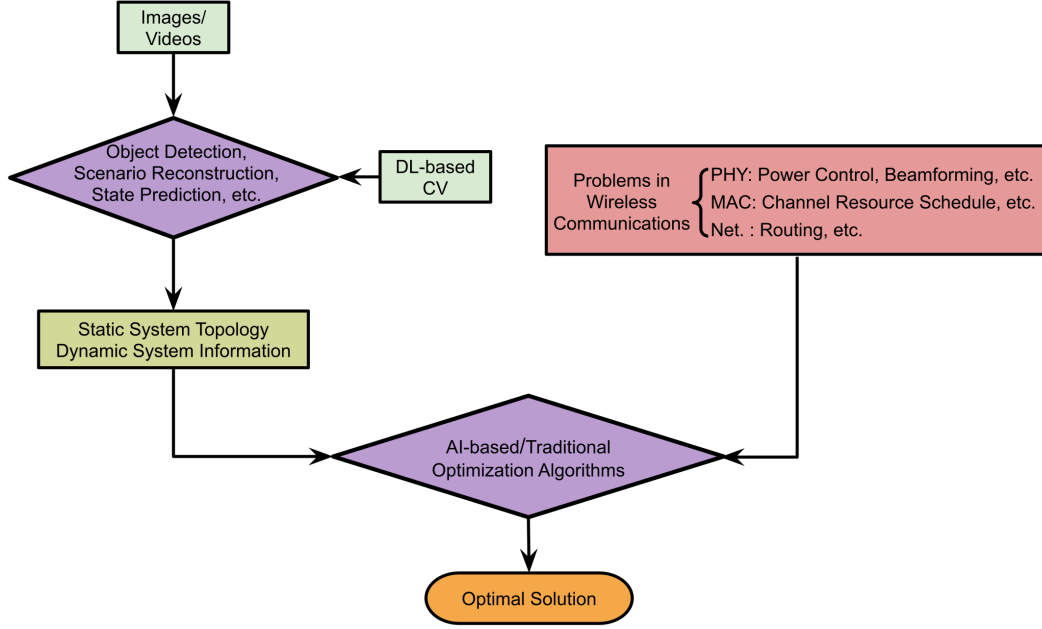 Images/
Videos
Object Detection,
Scenario Reconstruction,
State Prediction, etc.
DL-based
CV
Problems in
Wireless
Communications
PHY: Power Control, Beamforming, etc.
MAC: Channel Resource Schedule, etc.
Net. : Routing, etc.
Static System Topology
Dynamic System Information
AI-based/Traditional
Optimization Algorithms
Optimal Solution